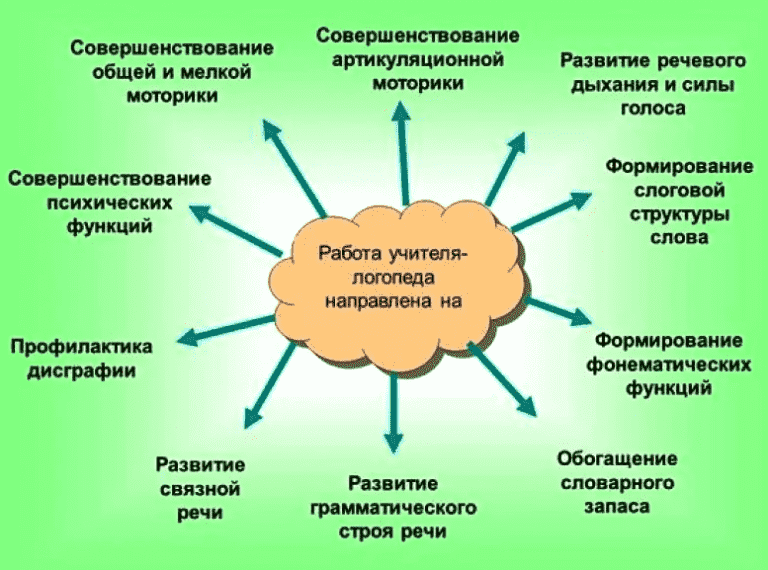 Совершенствование
общей и мелкой
моторики
Совершенствование
артикуляционной
моторики
Развитие речевого
дыхания и силы
голоса
Совершенствование
психических
функций
Формирование
слоговой
структуры
слова
Работа учителя-
логопеда
направлена на
Профилактика
дисграфии
Формирование
фонематических
функций
Развитие
связной
речи
Развитие
грамматического
строя речи
Обогащение
словарного
запаса